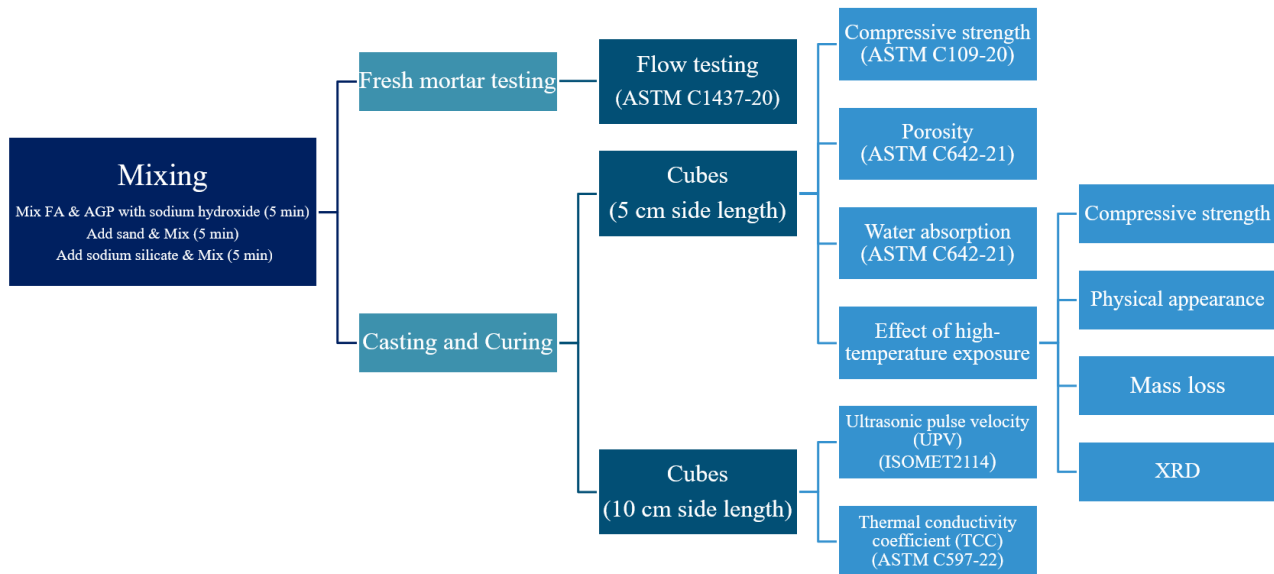 Mixing
Mix FA & AGP with sodium hydroxide (5 min)
Add sand & Mix (5 min)
Add sodium silicate & Mix (5 min)
Fresh mortar testing
Flow testing
(ASTM C1437-20)
Casting and Curing
Cubes
(5 cm side length)
Compressive strength
(ASTM C109-20)
Porosity
(ASTM C642-21)
Water absorption
(ASTM C642-21)
Effect of high-
temperature exposure
Compressive strength
Physical appearance
Mass loss
XRD
Cubes
(10 cm side length)
Ultrasonic pulse velocity
(UPV)
(ISOMET2114)
Thermal conductivity
coefficient (TCC)
(ASTM C597-22)